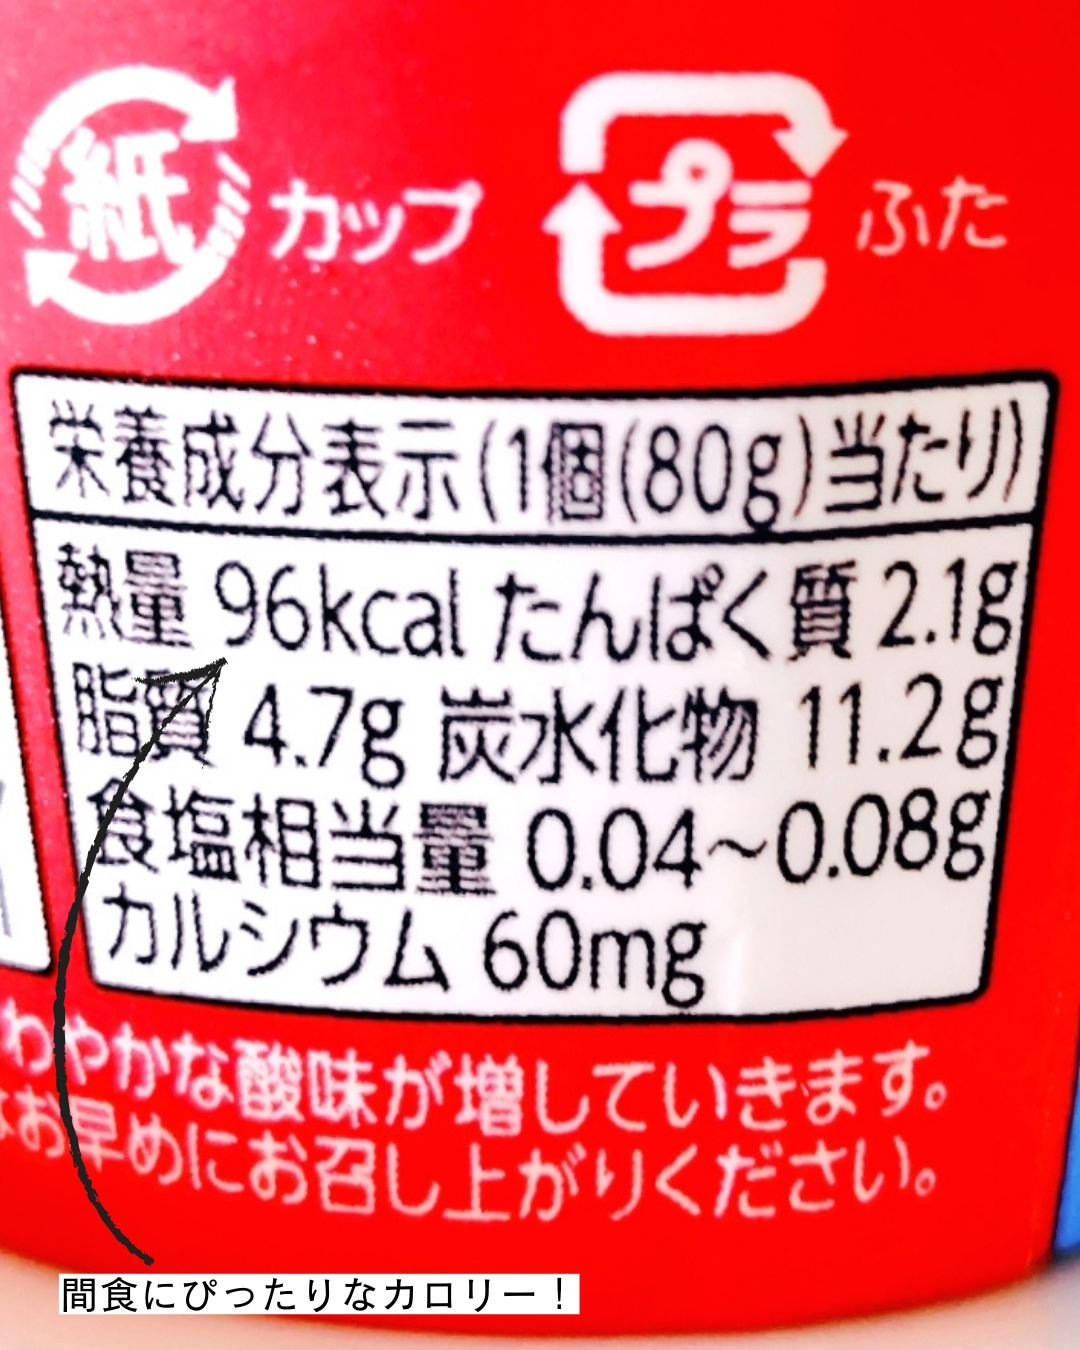 紙 カップ プラ ふた
栄養成分表示(1個(80g)当たり)
熱量 96kcal たんぱく質 2.1g
脂質 4.7g 炭水化物 11.2g
食塩相当量 0.04~0.08g
カルシウム 60mg
わやかな酸味が増していきます。
お早めにお召し上がりください。
間食にぴったりなカロリー！